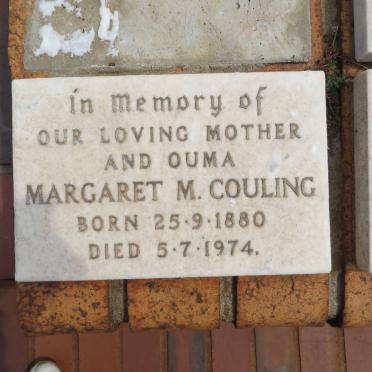 in Memory of
OUR LOVING MOTHER
AND OUMA
MARGARET M. COULING
BORN 25·9·1880
DIED 5·7·1974.